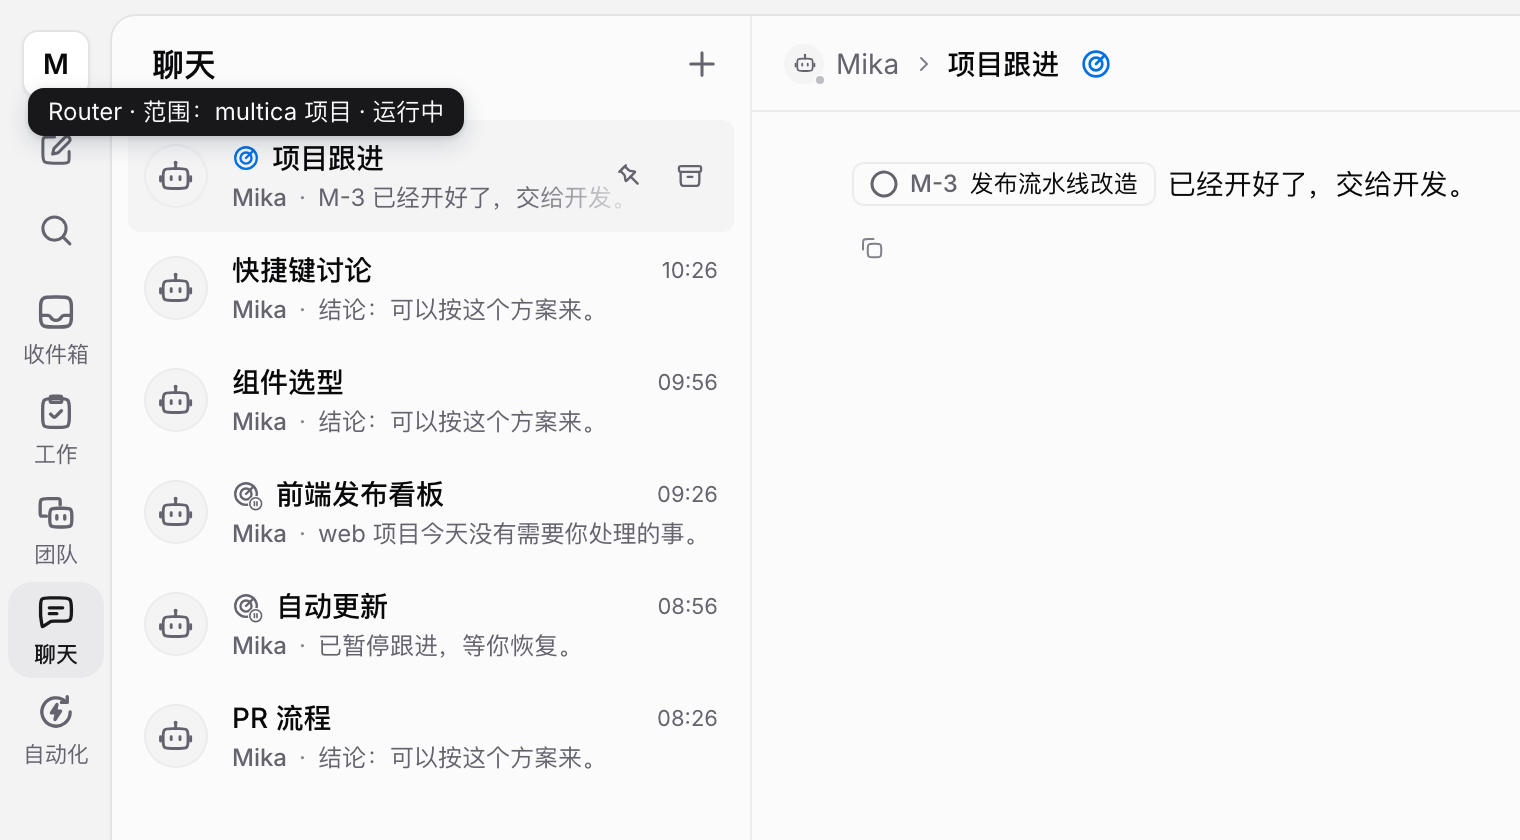 M
Router · 范围：multica 项目 · 运行中
收件箱
工作
团队
聊天
自动化
聊天
项目跟进
Mika · M-3 已经开好了，交给开发。
快捷键讨论 10:26
Mika · 结论：可以按这个方案来。
组件选型 09:56
Mika · 结论：可以按这个方案来。
前端发布看板 09:26
Mika · web 项目今天没有需要你处理的事。
自动更新 08:56
Mika · 已暂停跟进，等你恢复。
PR 流程 08:26
Mika · 结论：可以按这个方案来。
Mika > 项目跟进
M-3 发布流水线改造 已经开好了，交给开发。